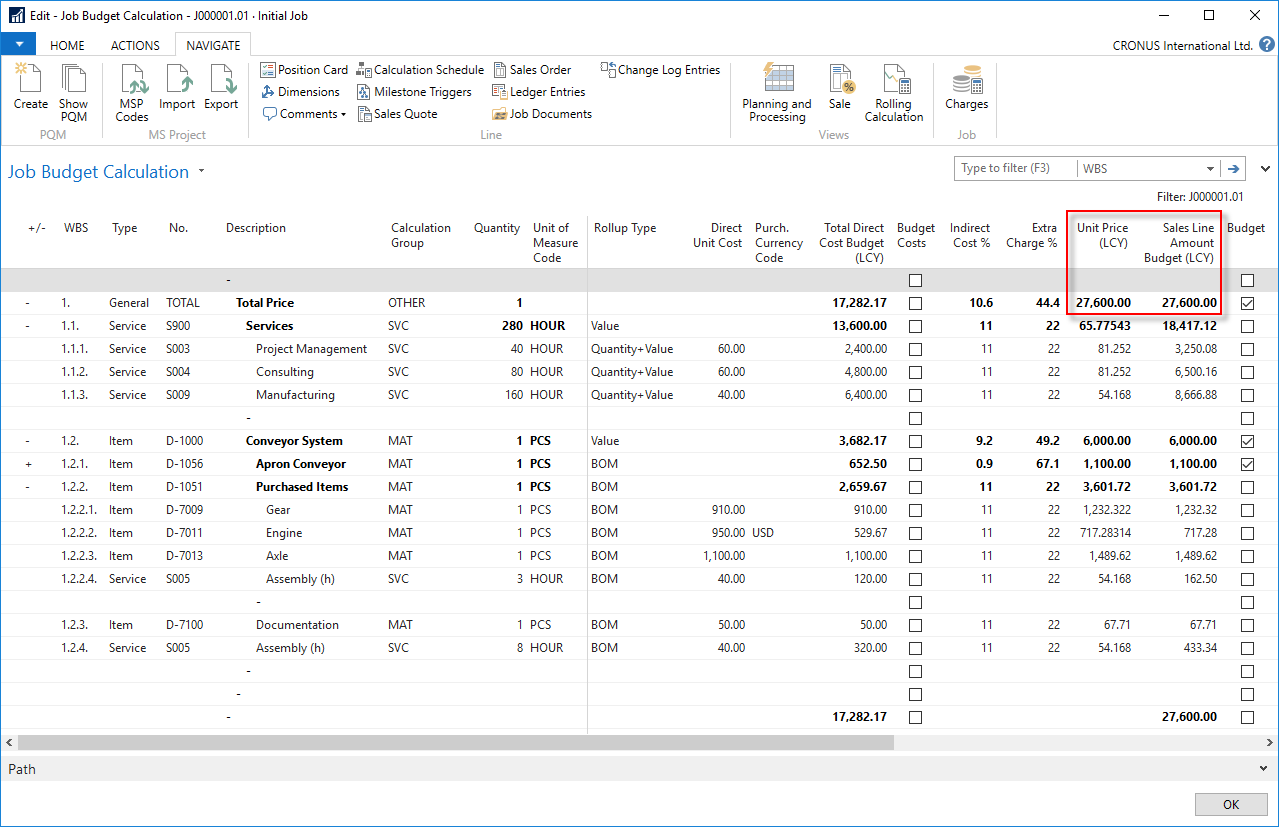 Edit - Job Budget Calculation - J000001.01 · Initial Job
HOME ACTIONS NAVIGATE CRONUS International Ltd. ?
Create Show PQM MSP Codes Import Export
Position Card Calculation Schedule Sales Order Change Log Entries
Dimensions Milestone Triggers Ledger Entries
Comments Sales Quote Job Documents
Planning and Processing Sale Rolling Calculation Charges
PQM MS Project Line Views Job
Job Budget Calculation Type to filter (F3) WBS
Filter: J000001.01
+/- WBS Type No. Description Calculation Group Quantity Unit of Measure Code Rollup Type Direct Unit Cost Purch. Currency Code Total Direct Cost Budget (LCY) Budget Costs Indirect Cost % Extra Charge % Unit Price (LCY) Sales Line Amount Budget (LCY) Budget
-
- 1. General TOTAL Total Price OTHER 1 17,282.17 10.6 44.4 27,600.00 27,600.00
- 1.1. Service S900 Services SVC 280 HOUR Value 13,600.00 11 22 65.77543 18,417.12
1.1.1. Service S003 Project Management SVC 40 HOUR Quantity+Value 60.00 2,400.00 11 22 81.252 3,250.08
1.1.2. Service S004 Consulting SVC 80 HOUR Quantity+Value 60.00 4,800.00 11 22 81.252 6,500.16
1.1.3. Service S009 Manufacturing SVC 160 HOUR Quantity+Value 40.00 6,400.00 11 22 54.168 8,666.88
-
- 1.2. Item D-1000 Conveyor System MAT 1 PCS Value 3,682.17 9.2 49.2 6,000.00 6,000.00
+ 1.2.1. Item D-1056 Apron Conveyor MAT 1 PCS BOM 652.50 0.9 67.1 1,100.00 1,100.00
- 1.2.2. Item D-1051 Purchased Items MAT 1 PCS BOM 2,659.67 11 22 3,601.72 3,601.72
1.2.2.1. Item D-7009 Gear MAT 1 PCS BOM 910.00 910.00 11 22 1,232.322 1,232.32
1.2.2.2. Item D-7011 Engine MAT 1 PCS BOM 950.00 USD 529.67 11 22 717.28314 717.28
1.2.2.3. Item D-7013 Axle MAT 1 PCS BOM 1,100.00 1,100.00 11 22 1,489.62 1,489.62
1.2.2.4. Service S005 Assembly (h) SVC 3 HOUR BOM 40.00 120.00 11 22 54.168 162.50
-
1.2.3. Item D-7100 Documentation MAT 1 PCS BOM 50.00 50.00 11 22 67.71 67.71
1.2.4. Service S005 Assembly (h) SVC 8 HOUR BOM 40.00 320.00 11 22 54.168 433.34
-
-
- 17,282.17 27,600.00
Path
OK